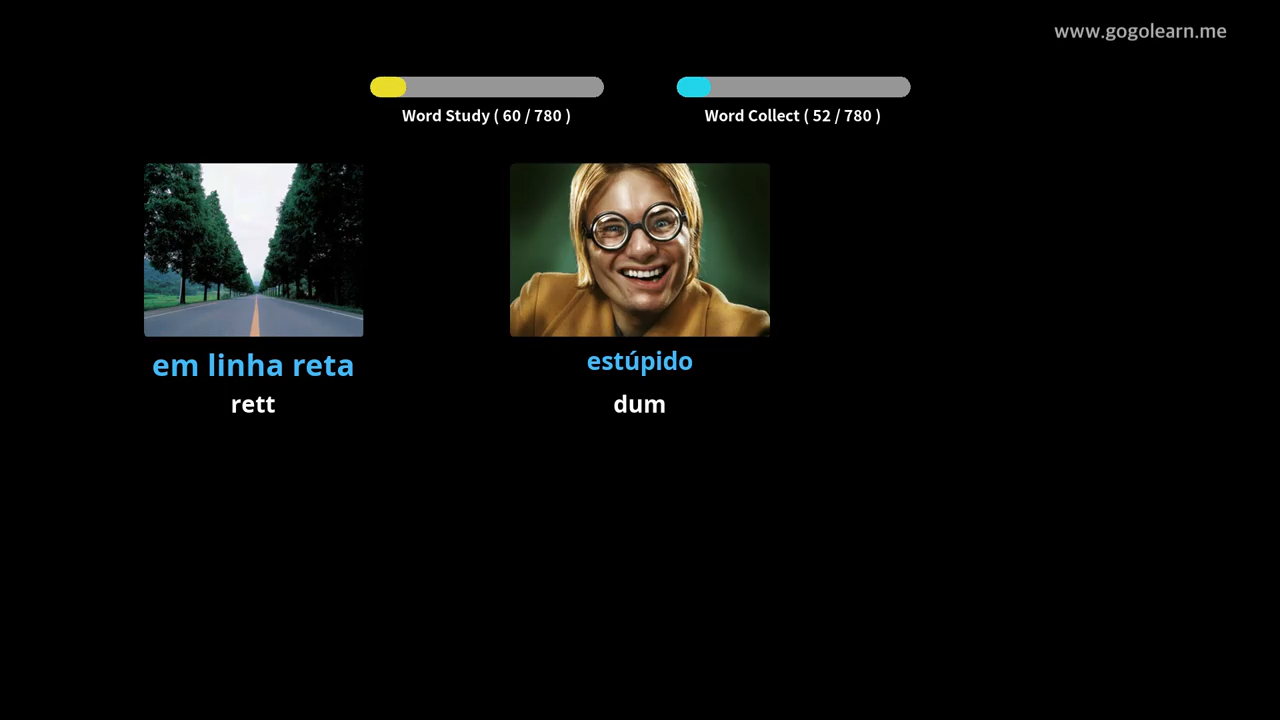 www.gogolearn.me
Word Study ( 60 / 780 )
Word Collect ( 52 / 780 )
em linha reta
rett
estúpido
dum